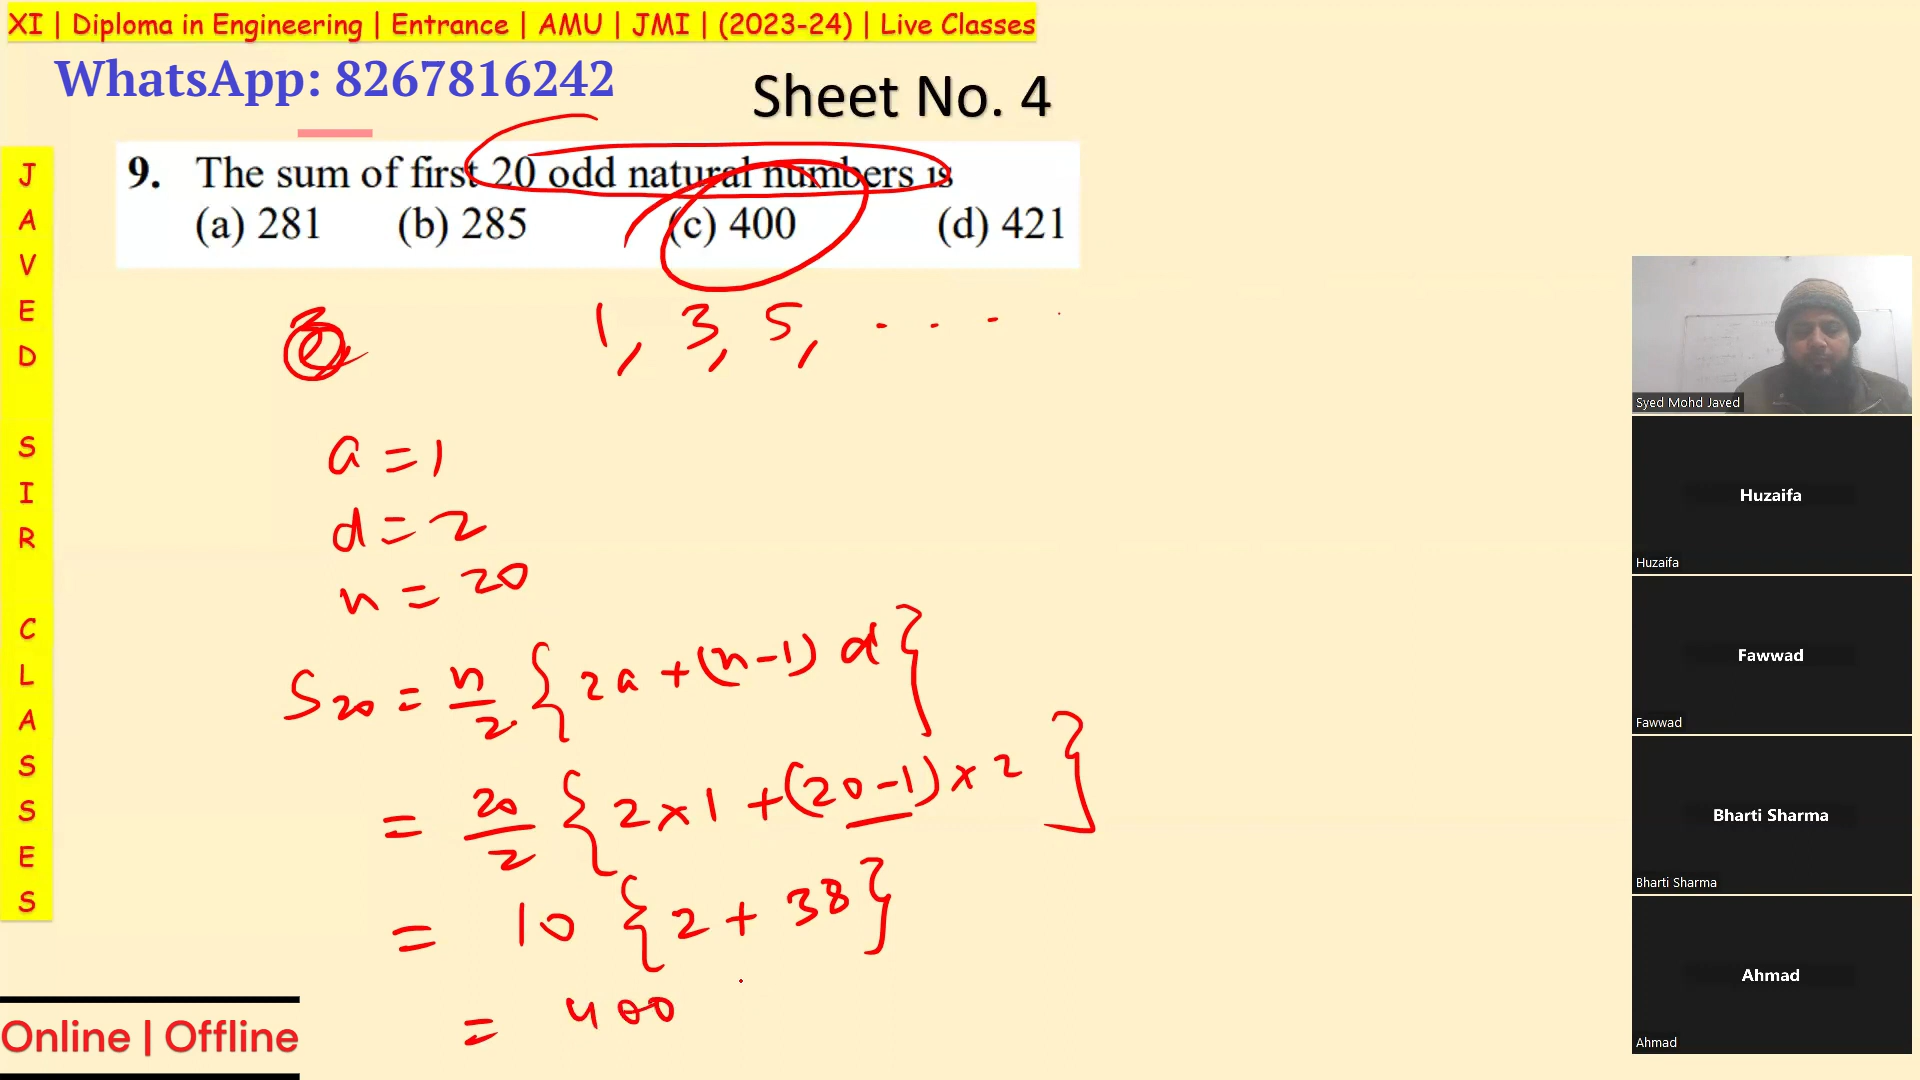 XI | Diploma in Engineering | Entrance | AMU | JMI | (2023-24) | Live Classes
WhatsApp: 8267816242
Sheet No. 4
JAVED SIR CLASSES
9. The sum of first 20 odd natural numbers is
(a) 281 (b) 285 (c) 400 (d) 421
1, 3, 5, . . . .
a = 1
d = 2
n = 20
S20 = n/2 {2a + (n-1) d}
= 20/2 {2 x 1 + (20-1) x 2}
= 10 {2 + 38}
= 400
Online | Offline
Syed Mohd Javed
Huzaifa
Huzaifa
Fawwad
Fawwad
Bharti Sharma
Bharti Sharma
Ahmad
Ahmad